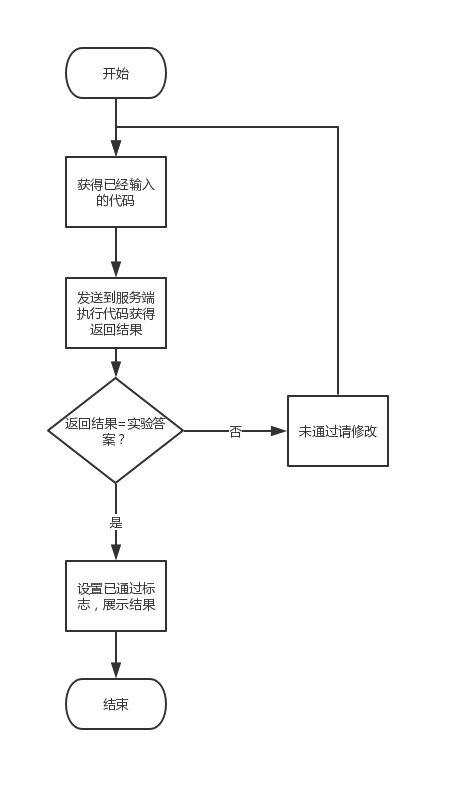 开始
获得已经输入
的代码
发送到服务端
执行代码获得
返回结果
返回结果=实验答
案？
否
未通过请修改
是
设置已通过标
志，展示结果
结束